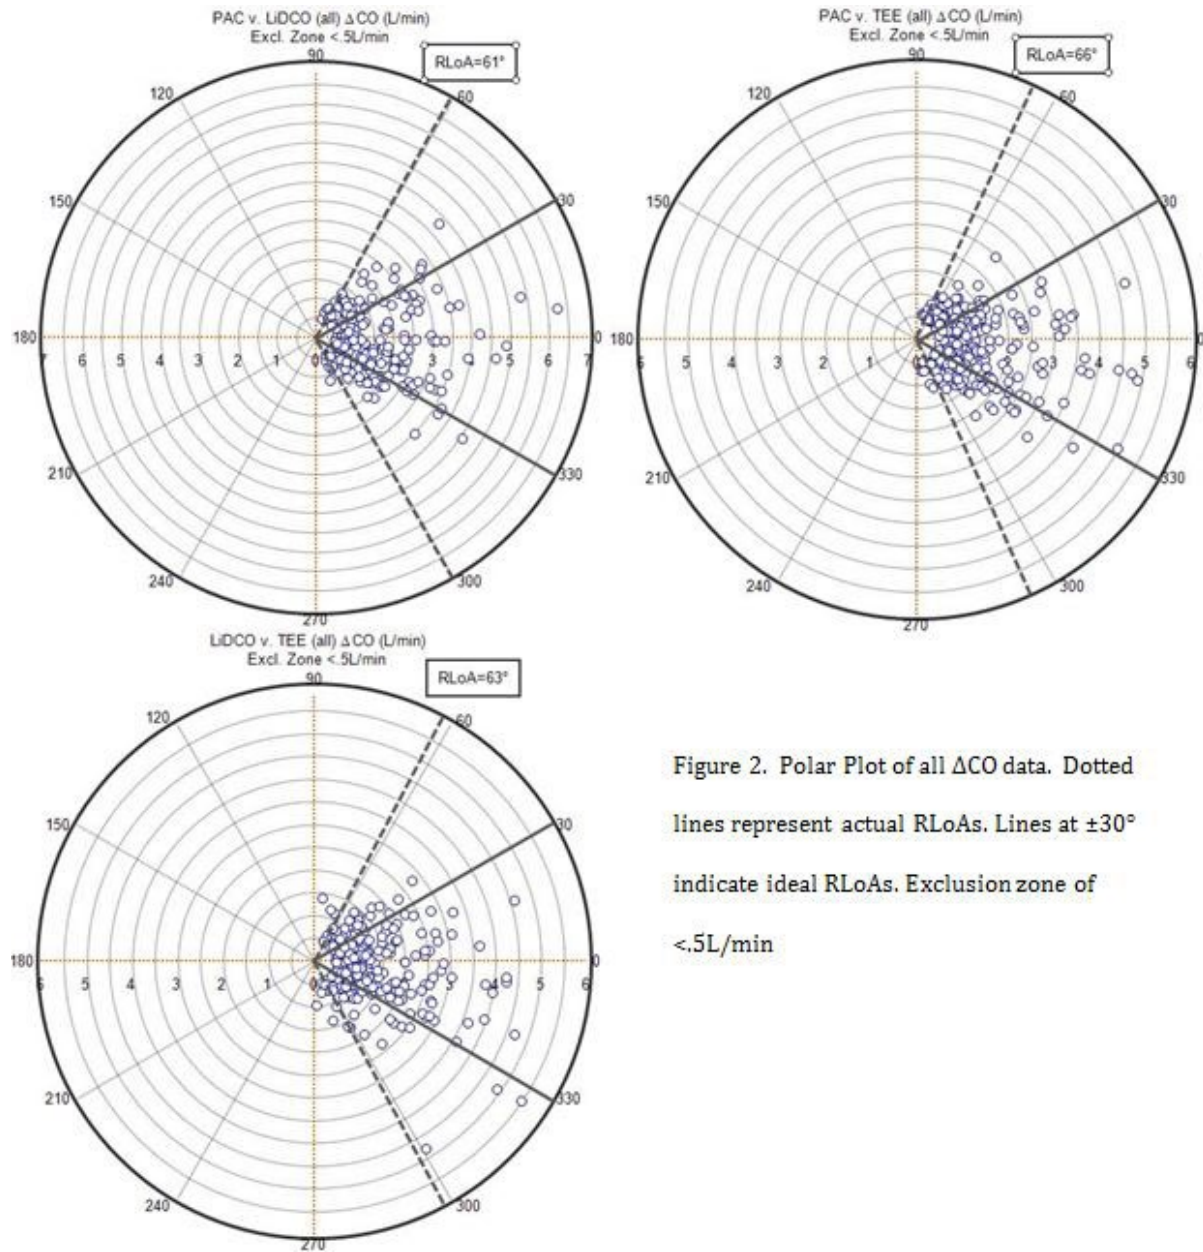 PAC v. LiDCO (all) ΔCO (L/min)
Excl. Zone <.5L/min
RLoA=61°
90
120
60
150
30
180
0
7 6 5 4 3 2 1 0 1 2 3 4 5 6 7
210
330
240
300
270
PAC v. TEE (all) ΔCO (L/min)
Excl. Zone <.5L/min
RLoA=66°
90
120
60
150
30
180
0
6 5 4 3 2 1 0 1 2 3 4 5 6
210
330
240
300
270
LiDCO v. TEE (all) ΔCO (L/min)
Excl. Zone <.5L/min
RLoA=63°
90
120
60
150
30
180
0
6 5 4 3 2 1 0 1 2 3 4 5 6
210
330
240
300
270
Figure 2. Polar Plot of all ΔCO data. Dotted
lines represent actual RLoAs. Lines at ±30°
indicate ideal RLoAs. Exclusion zone of
<.5L/min